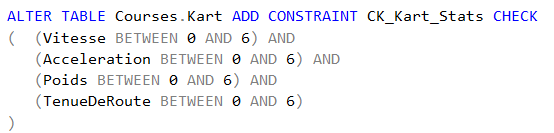 ALTER TABLE Courses.Kart ADD CONSTRAINT CK_Kart_Stats CHECK
( (Vitesse BETWEEN 0 AND 6) AND
(Acceleration BETWEEN 0 AND 6) AND
(Poids BETWEEN 0 AND 6) AND
(TenueDeRoute BETWEEN 0 AND 6)
)